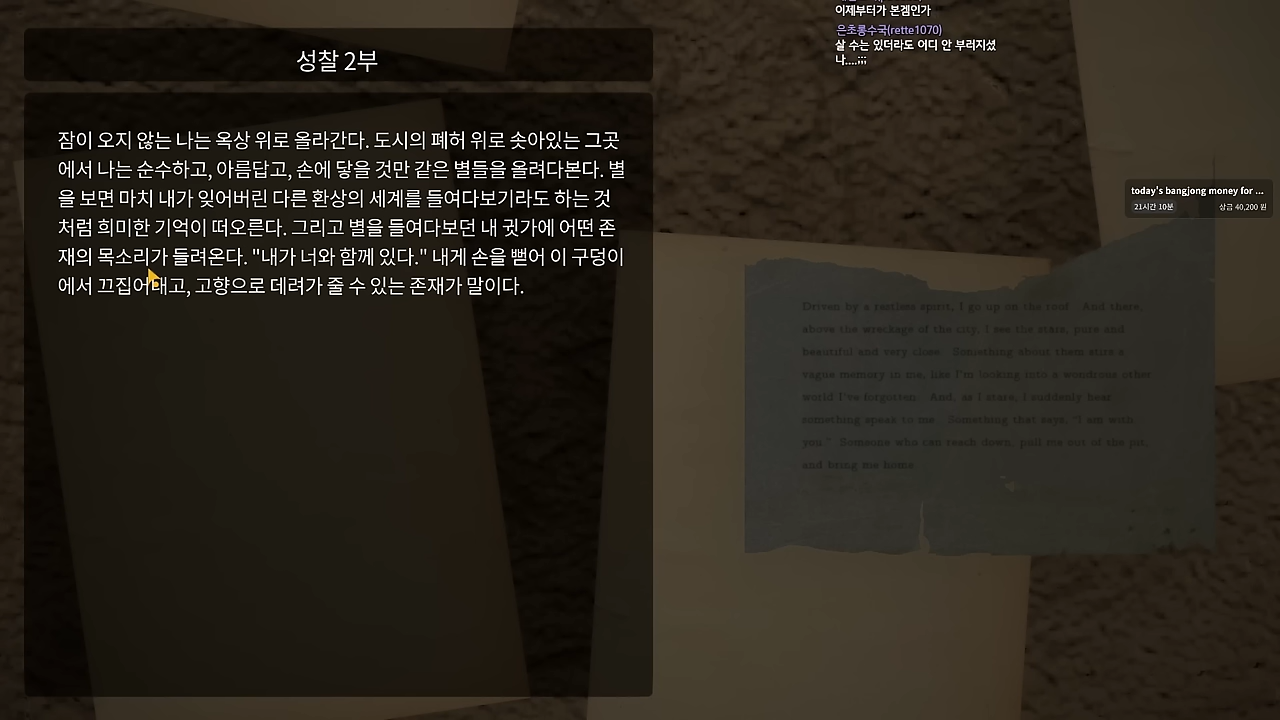 성찰 2부
잠이 오지 않는 나는 옥상 위로 올라간다. 도시의 폐허 위로 솟아있는 그곳
에서 나는 순수하고, 아름답고, 손에 닿을 것만 같은 별들을 올려다본다. 별
을 보면 마치 내가 잊어버린 다른 환상의 세계를 들여다보기라도 하는 것
처럼 희미한 기억이 떠오른다. 그리고 별을 들여다보던 내 귓가에 어떤 존
재의 목소리가 들려온다. "내가 너와 함께 있다." 내게 손을 뻗어 이 구덩이
에서 끄집어내고, 고향으로 데려가 줄 수 있는 존재가 말이다.
이제부터가 본겜인가
은초롱수국(rette1070)
살 수는 있더라도 어디 안 부러지셨
나....;;;
today's bangjong money for ...
21시간 10분 상금 40,200 원
Driven by a restless spirit, I go up on the roof. And there,
above the wreckage of the city, I see the stars, pure and
beautiful and very close. Something about them stirs a
vague memory in me, like I'm looking into a wondrous other
world I've forgotten. And, as I stare, I suddenly hear
something speak to me. Something that says, "I am with
you." Someone who can reach down, pull me out of the pit,
and bring me home.